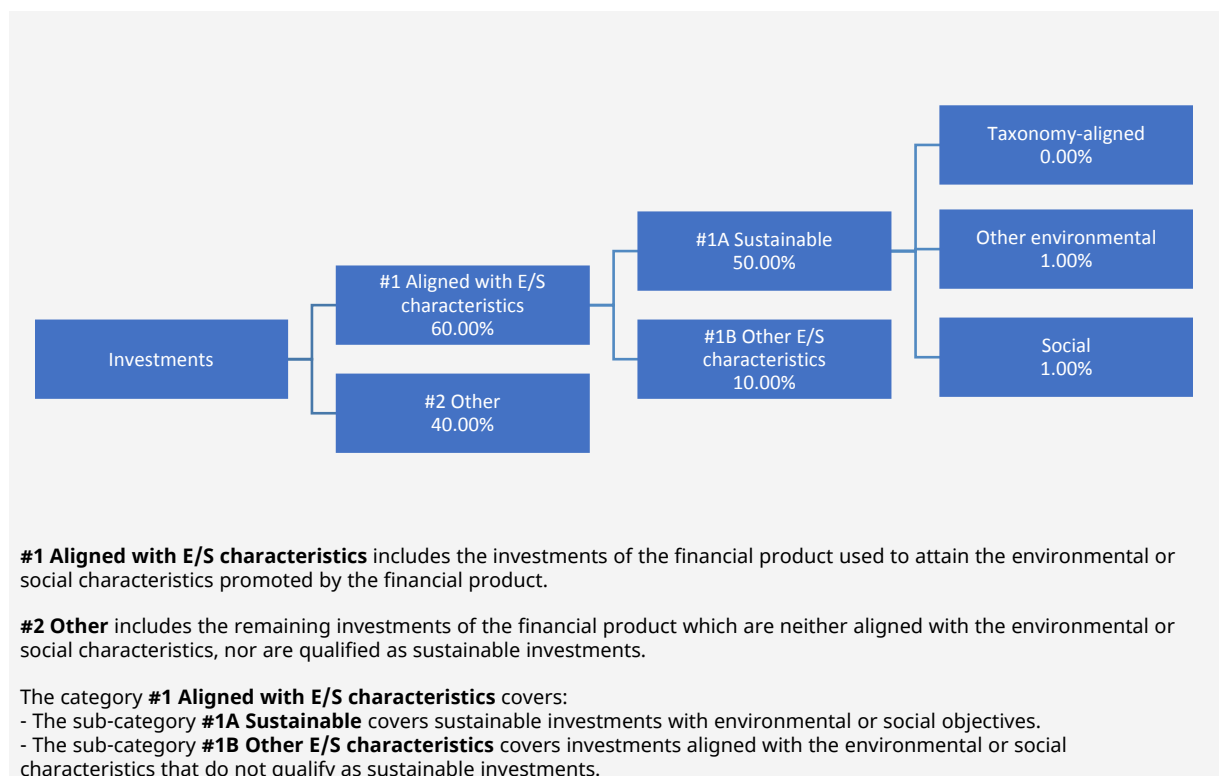 Investments
#1 Aligned with E/S
characteristics
60.00%
#2 Other
40.00%
#1A Sustainable
50.00%
#1B Other E/S
characteristics
10.00%
Taxonomy-aligned
0.00%
Other environmental
1.00%
Social
1.00%
#1 Aligned with E/S characteristics includes the investments of the financial product used to attain the environmental or
social characteristics promoted by the financial product.
#2 Other includes the remaining investments of the financial product which are neither aligned with the environmental or
social characteristics, nor are qualified as sustainable investments.
The category #1 Aligned with E/S characteristics covers:
- The sub-category #1A Sustainable covers sustainable investments with environmental or social objectives.
- The sub-category #1B Other E/S characteristics covers investments aligned with the environmental or social
characteristics that do not qualify as sustainable investments.